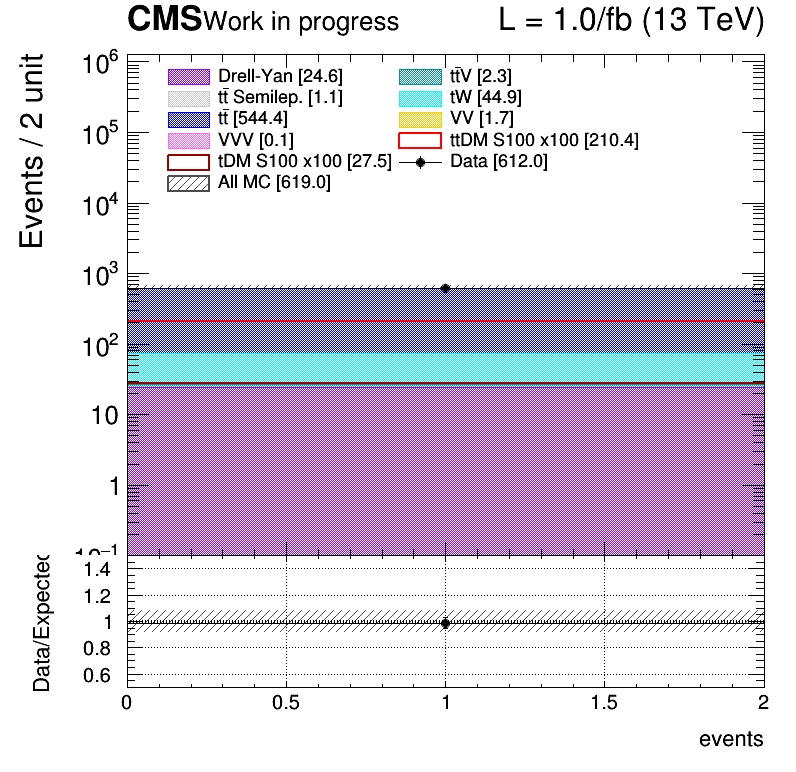 CMS Work in progress L = 1.0/fb (13 TeV)
Events / 2 unit
10⁶
10⁵
10⁴
10³
10²
10
1
10⁻¹
Drell-Yan [24.6]
tt̄V [2.3]
tt̄ Semilep. [1.1]
tW [44.9]
tt̄ [544.4]
VV [1.7]
VVV [0.1]
ttDM S100 x100 [210.4]
tDM S100 x100 [27.5]
Data [612.0]
All MC [619.0]
Data/Expected
1.4
1.2
1
0.8
0.6
0 0.5 1 1.5 2
events